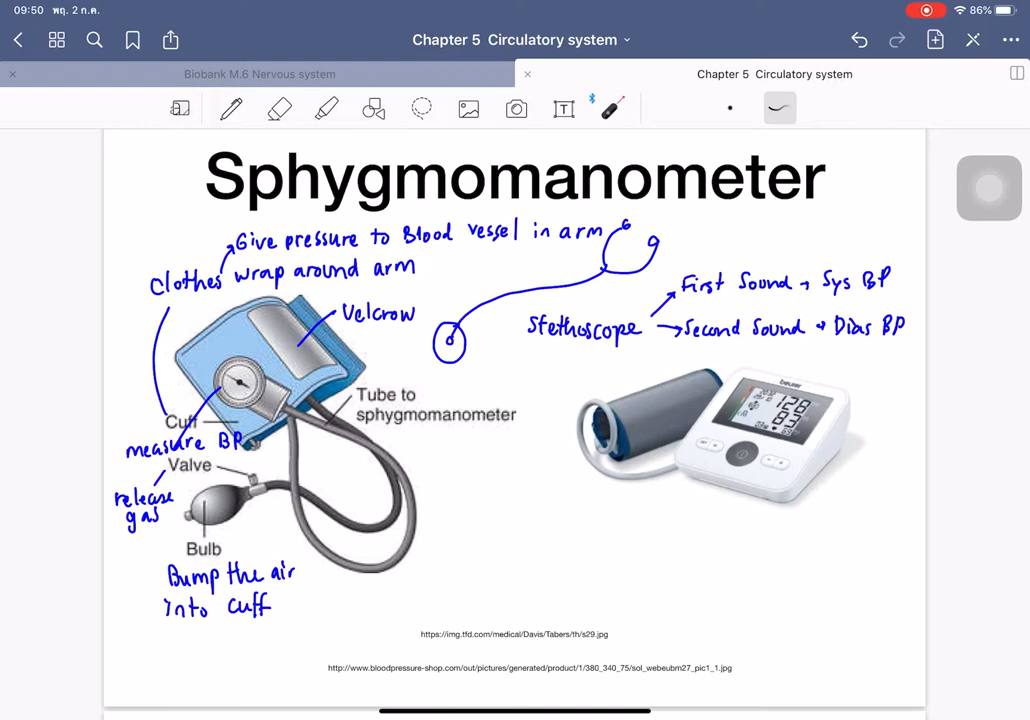 09:50 พฤ. 2 ก.ค.
86%
Chapter 5 Circulatory system
Biobank M.6 Nervous system
Chapter 5 Circulatory system
Sphygmomanometer
Give pressure to Blood vessel in arm
Clothes wrap around arm
Velcrow
First Sound → Sys BP
Stethoscope
Second Sound → Dias BP
beurer
Tube to
sphygmomanometer
Cuff
measure BP
Valve
release
gas
Bulb
Bump the air
into cuff
https://img.tfd.com/medical/Davis/Tabers/th/s29.jpg
http://www.bloodpressure-shop.com/out/pictures/generated/product/1/380_340_75/sol_webeubm27_pic1_1.jpg